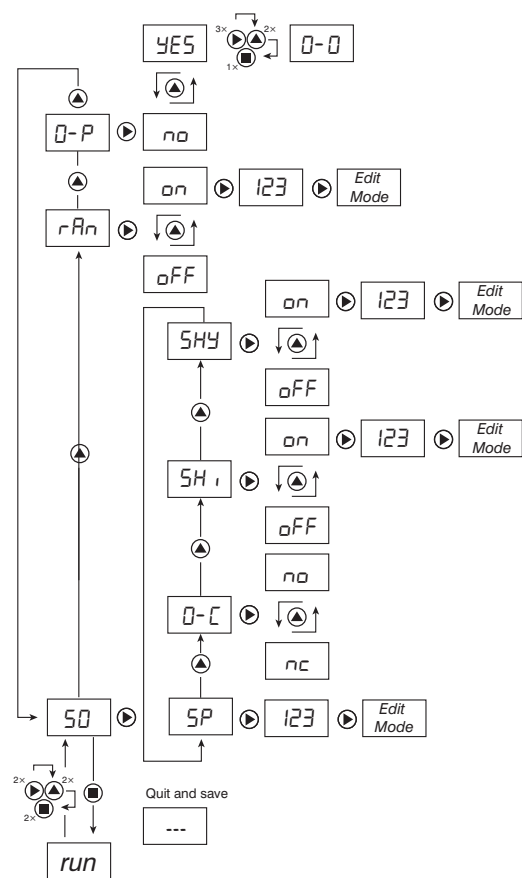 YES 3× 2× 1× 0-0
0-P no
on 123 Edit Mode
rAn
oFF
on 123 Edit Mode
SHY
oFF
on 123 Edit Mode
SHi
oFF
no
0-C
nc
S0 SP 123 Edit Mode
2× 2× 2×
Quit and save
---
run